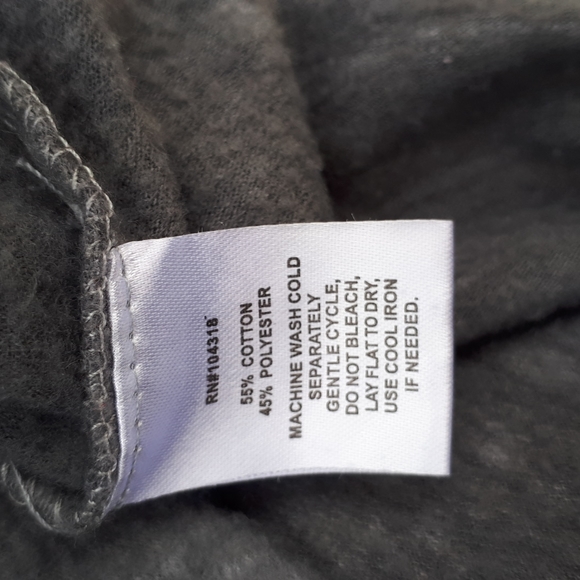 RN#104318
55% COTTON
45% POLYESTER
MACHINE WASH COLD
SEPARATELY
GENTLE CYCLE,
DO NOT BLEACH,
LAY FLAT TO DRY,
USE COOL IRON
IF NEEDED.